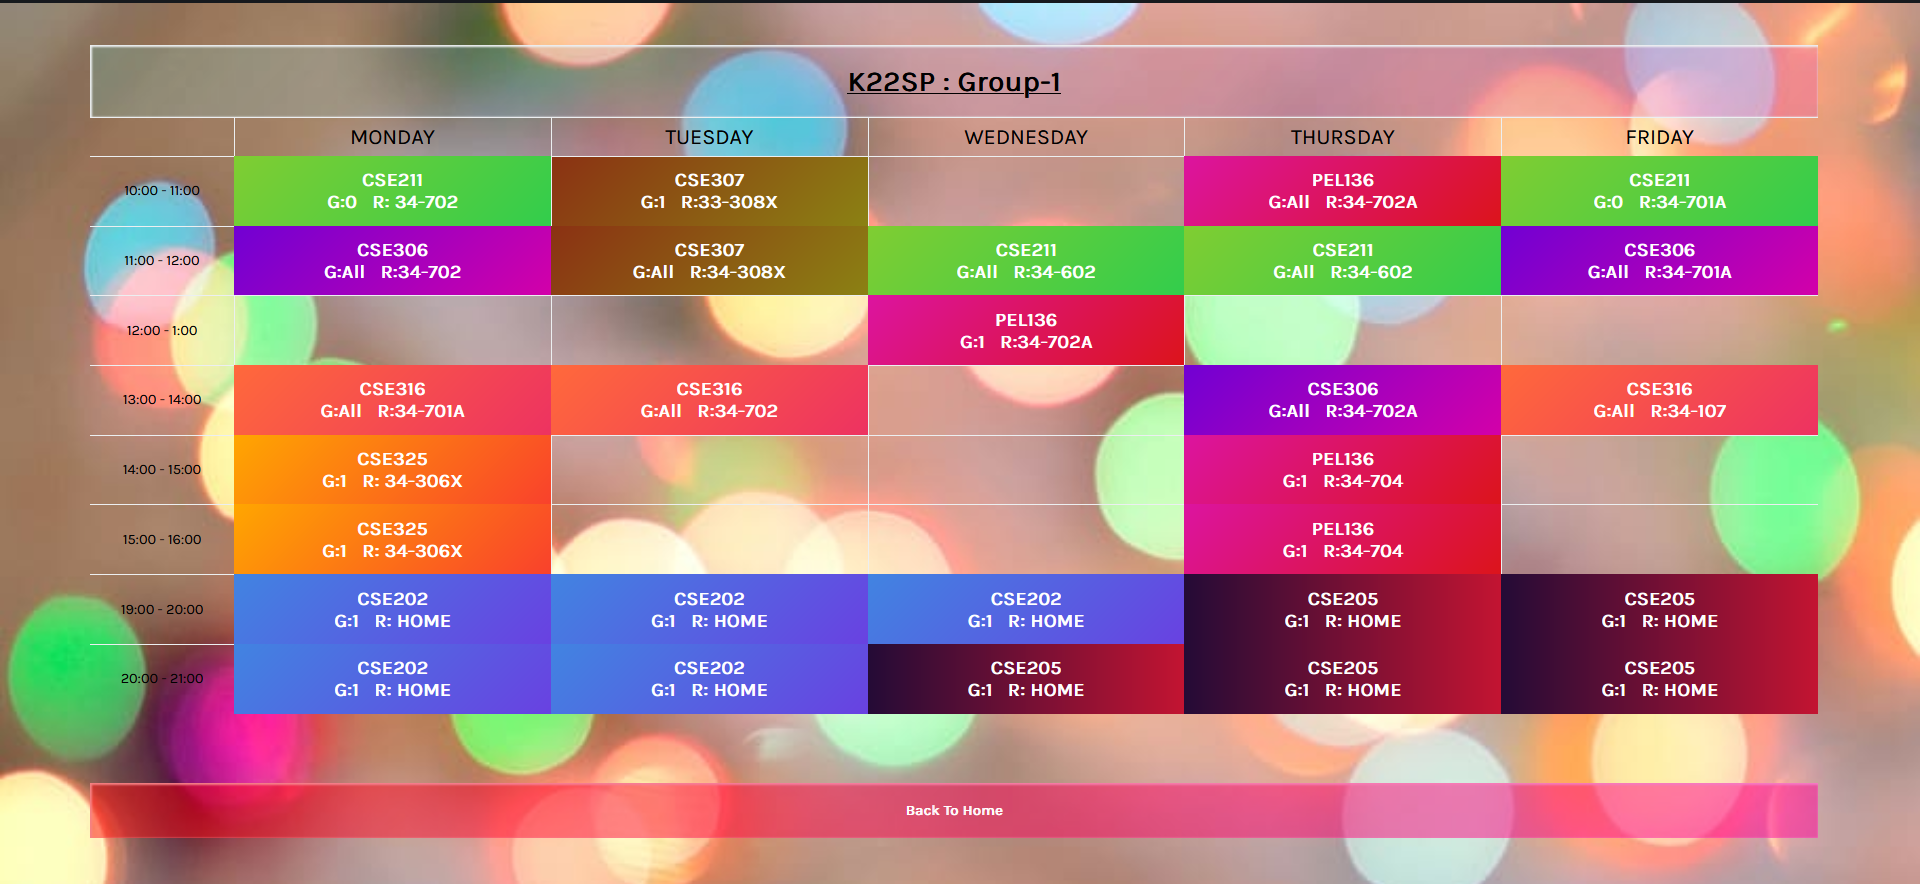 K22SP : Group-1
MONDAY TUESDAY WEDNESDAY THURSDAY FRIDAY
10:00 - 11:00
CSE211
G:0 R: 34-702
CSE307
G:1 R:33-308X
PEL136
G:All R:34-702A
CSE211
G:0 R:34-701A
11:00 - 12:00
CSE306
G:All R:34-702
CSE307
G:All R:34-308X
CSE211
G:All R:34-602
CSE211
G:All R:34-602
CSE306
G:All R:34-701A
12:00 - 1:00
PEL136
G:1 R:34-702A
13:00 - 14:00
CSE316
G:All R:34-701A
CSE316
G:All R:34-702
CSE306
G:All R:34-702A
CSE316
G:All R:34-107
14:00 - 15:00
CSE325
G:1 R: 34-306X
PEL136
G:1 R:34-704
15:00 - 16:00
CSE325
G:1 R: 34-306X
PEL136
G:1 R:34-704
19:00 - 20:00
CSE202
G:1 R: HOME
CSE202
G:1 R: HOME
CSE202
G:1 R: HOME
CSE205
G:1 R: HOME
CSE205
G:1 R: HOME
20:00 - 21:00
CSE202
G:1 R: HOME
CSE202
G:1 R: HOME
CSE205
G:1 R: HOME
CSE205
G:1 R: HOME
CSE205
G:1 R: HOME
Back To Home